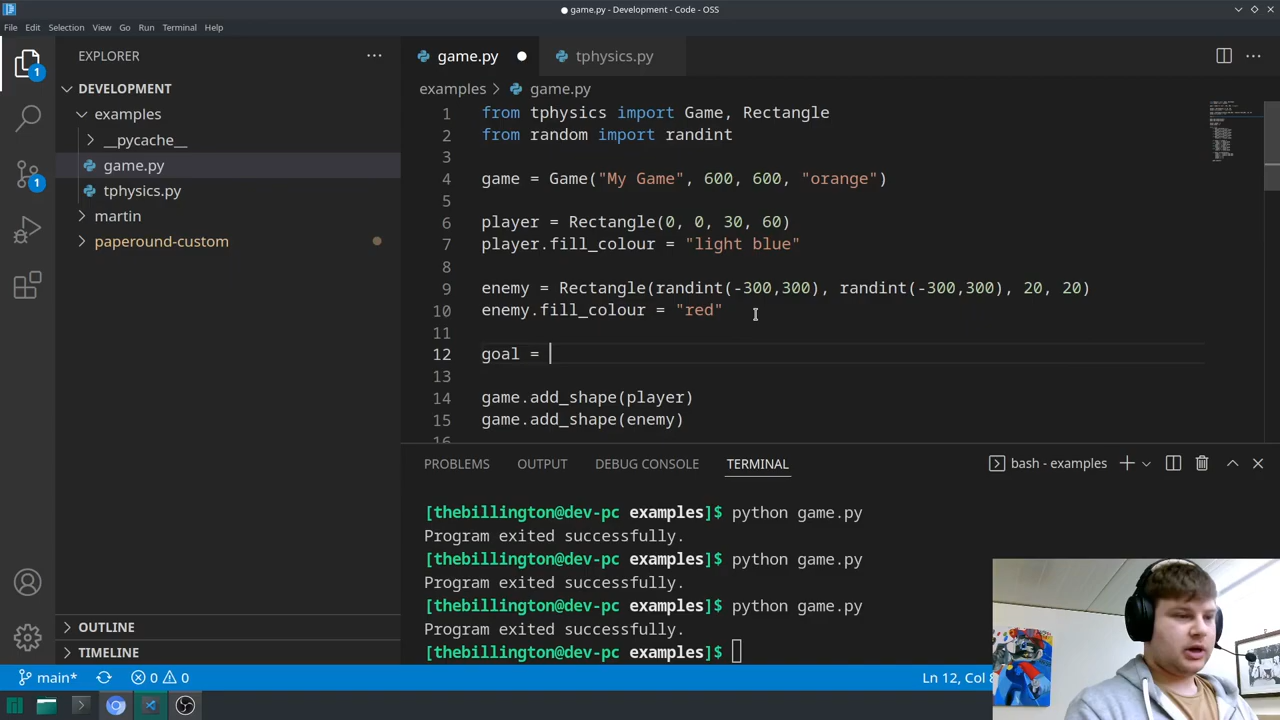 game.py - Development - Code - OSS
File Edit Selection View Go Run Terminal Help
EXPLORER
1
DEVELOPMENT
examples
__pycache__
game.py
tphysics.py
martin
paperound-custom
1
OUTLINE
TIMELINE
game.py
tphysics.py
examples > game.py
1 from tphysics import Game, Rectangle
2 from random import randint
3
4 game = Game("My Game", 600, 600, "orange")
5
6 player = Rectangle(0, 0, 30, 60)
7 player.fill_colour = "light blue"
8
9 enemy = Rectangle(randint(-300,300), randint(-300,300), 20, 20)
10 enemy.fill_colour = "red"
11
12 goal =
13
14 game.add_shape(player)
15 game.add_shape(enemy)
16
PROBLEMS OUTPUT DEBUG CONSOLE TERMINAL bash - examples
[thebillington@dev-pc examples]$ python game.py
Program exited successfully.
[thebillington@dev-pc examples]$ python game.py
Program exited successfully.
[thebillington@dev-pc examples]$ python game.py
Program exited successfully.
[thebillington@dev-pc examples]$
main* 0 0 Ln 12, Col